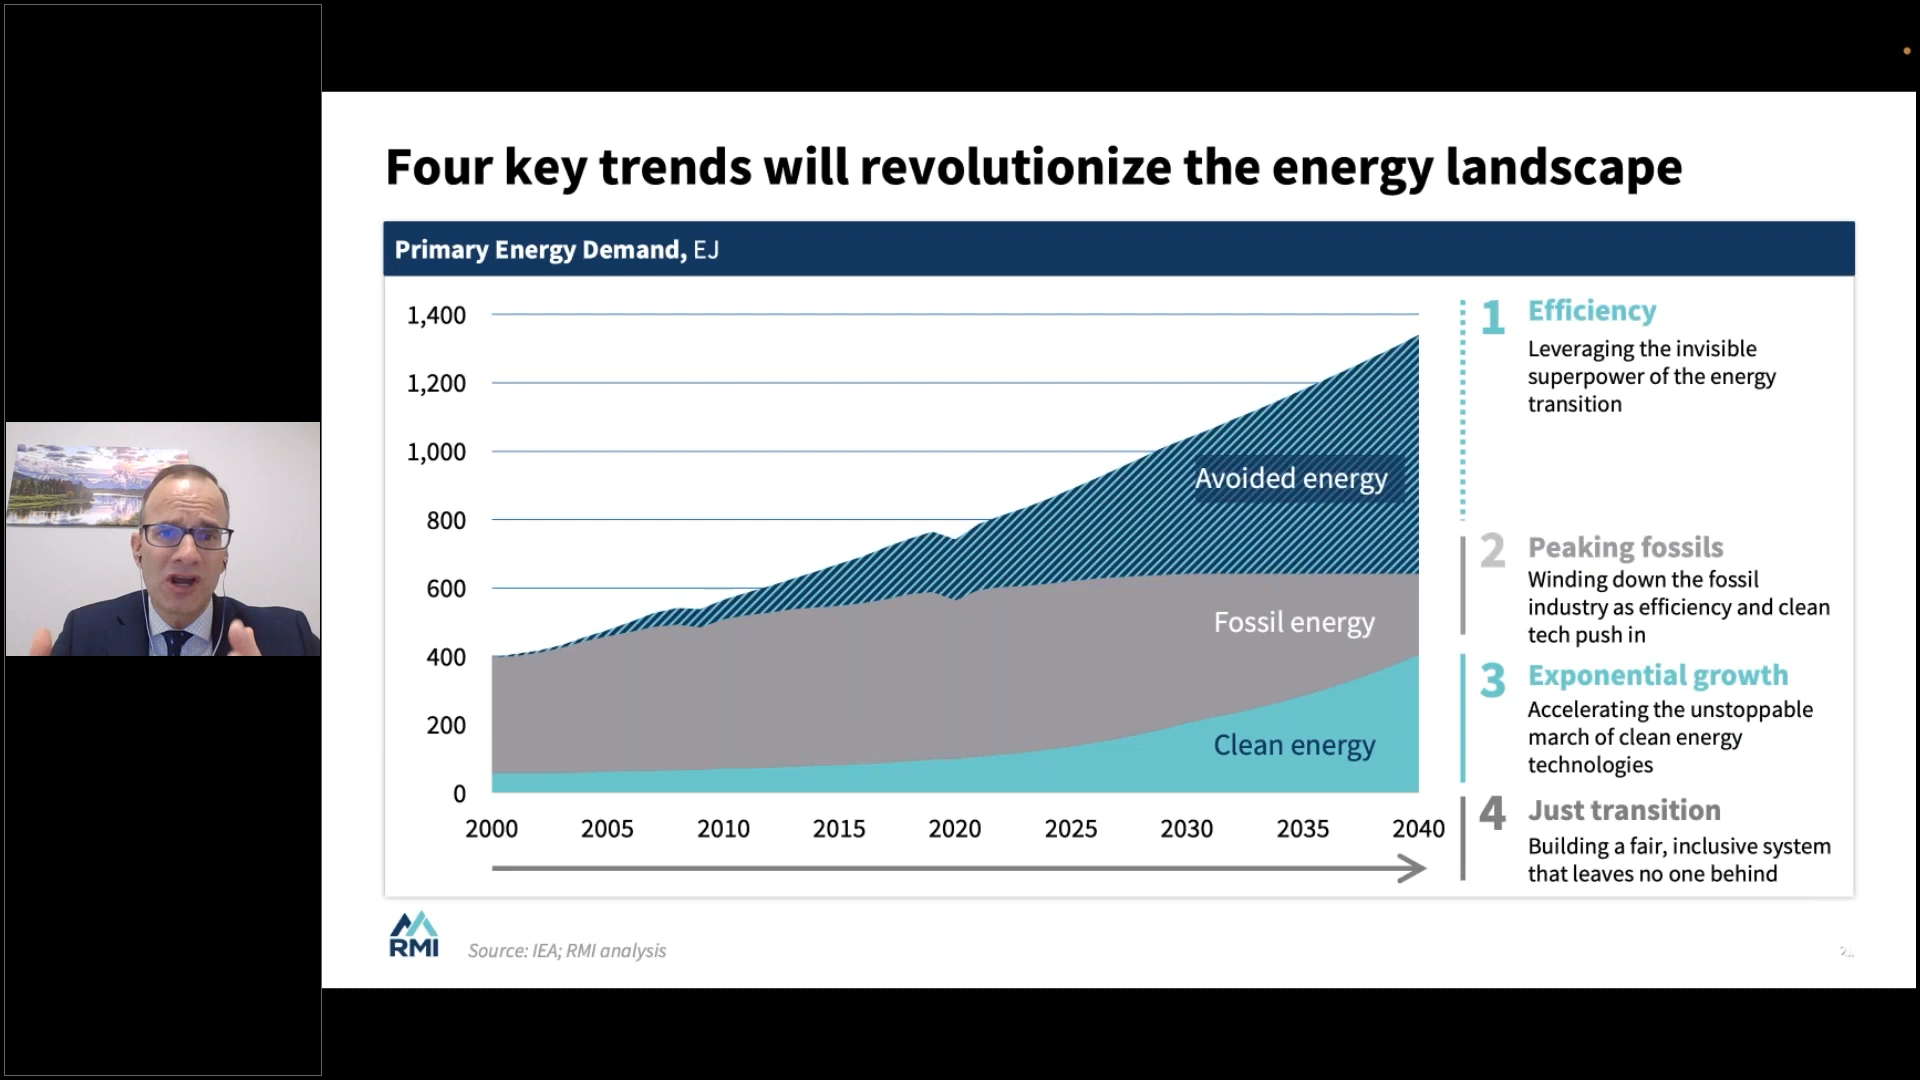 Four key trends will revolutionize the energy landscape
Primary Energy Demand, EJ
1,400
1,200
1,000
800
600
400
200
0
Avoided energy
Fossil energy
Clean energy
2000 2005 2010 2015 2020 2025 2030 2035 2040
1 Efficiency
Leveraging the invisible
superpower of the energy
transition
2 Peaking fossils
Winding down the fossil
industry as efficiency and clean
tech push in
3 Exponential growth
Accelerating the unstoppable
march of clean energy
technologies
4 Just transition
Building a fair, inclusive system
that leaves no one behind
RMI
Source: IEA; RMI analysis